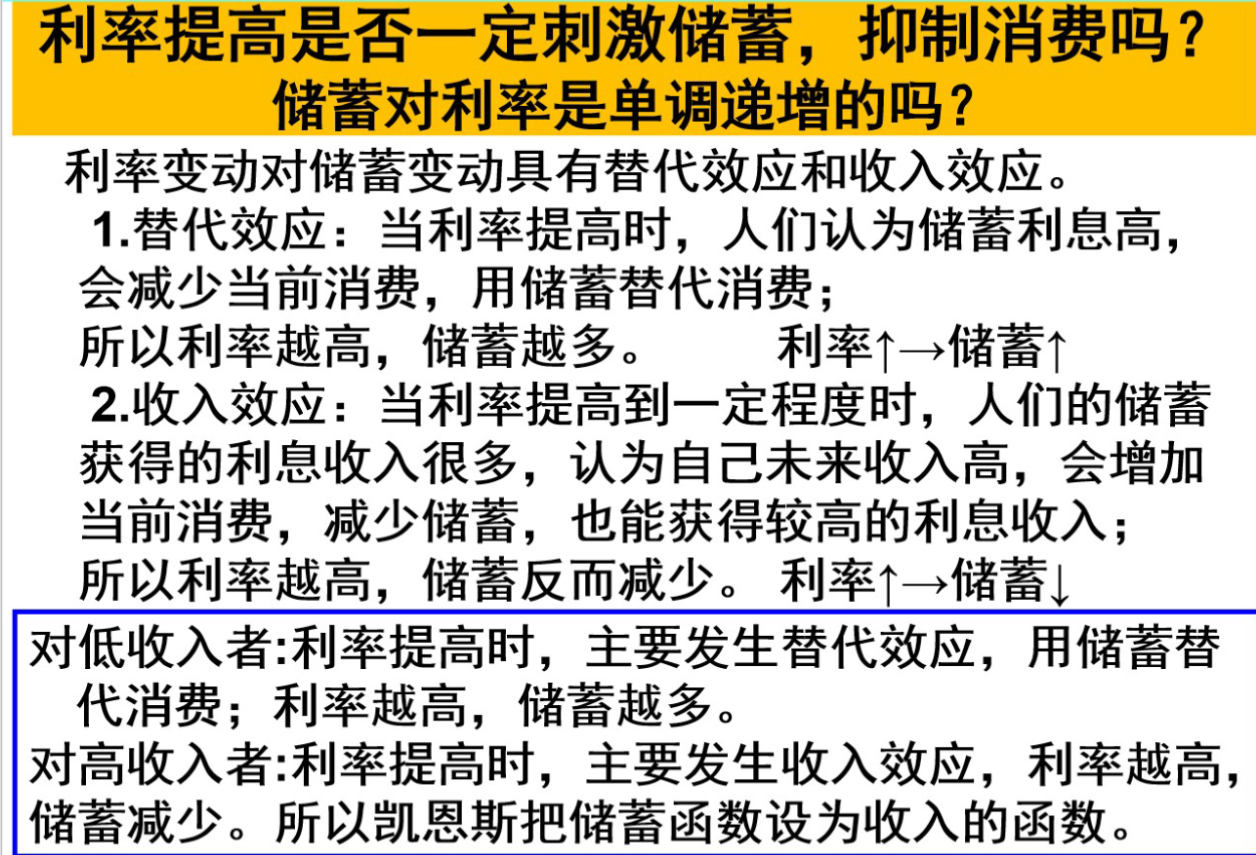 利率提高是否一定刺激储蓄，抑制消费吗？
储蓄对利率是单调递增的吗？
利率变动对储蓄变动具有替代效应和收入效应。
1.替代效应：当利率提高时，人们认为储蓄利息高，
会减少当前消费，用储蓄替代消费；
所以利率越高，储蓄越多。 利率↑→储蓄↑
2.收入效应：当利率提高到一定程度时，人们的储蓄
获得的利息收入很多，认为自己未来收入高，会增加
当前消费，减少储蓄，也能获得较高的利息收入；
所以利率越高，储蓄反而减少。 利率↑→储蓄↓
对低收入者:利率提高时，主要发生替代效应，用储蓄替
代消费；利率越高，储蓄越多。
对高收入者:利率提高时，主要发生收入效应，利率越高，
储蓄减少。所以凯恩斯把储蓄函数设为收入的函数。